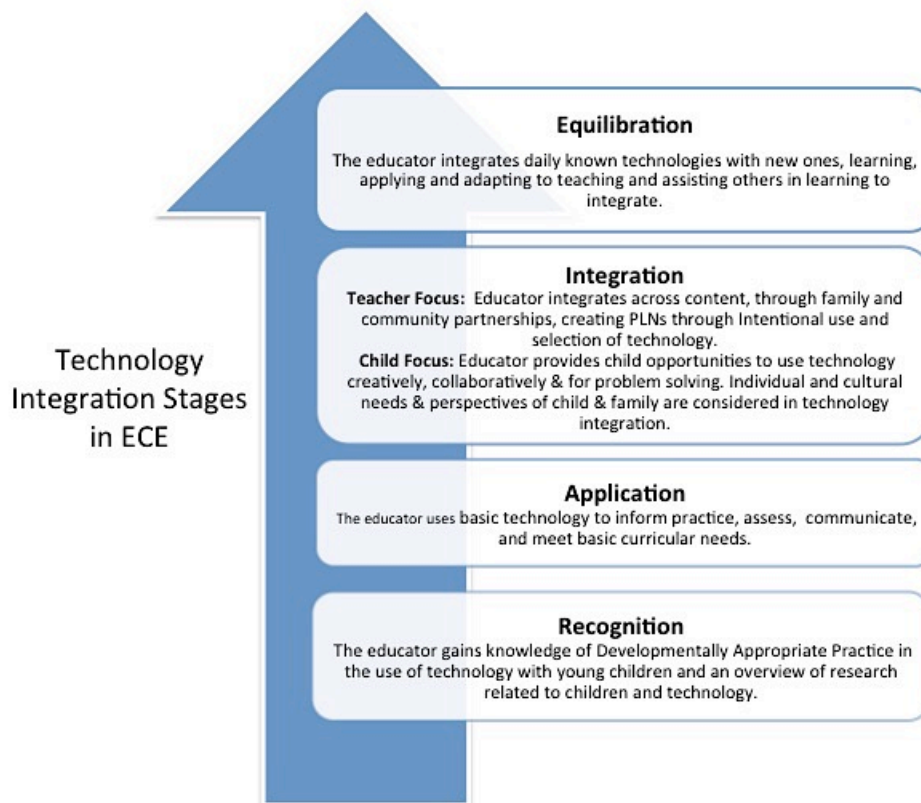 Equilibration
The educator integrates daily known technologies with new ones, learning,
applying and adapting to teaching and assisting others in learning to
integrate.
Integration
Teacher Focus: Educator integrates across content, through family and
community partnerships, creating PLNs through Intentional use and
selection of technology.
Child Focus: Educator provides child opportunities to use technology
creatively, collaboratively & for problem solving. Individual and cultural
needs & perspectives of child & family are considered in technology
integration.
Technology
Integration Stages
in ECE
Application
The educator uses basic technology to inform practice, assess, communicate,
and meet basic curricular needs.
Recognition
The educator gains knowledge of Developmentally Appropriate Practice in
the use of technology with young children and an overview of research
related to children and technology.